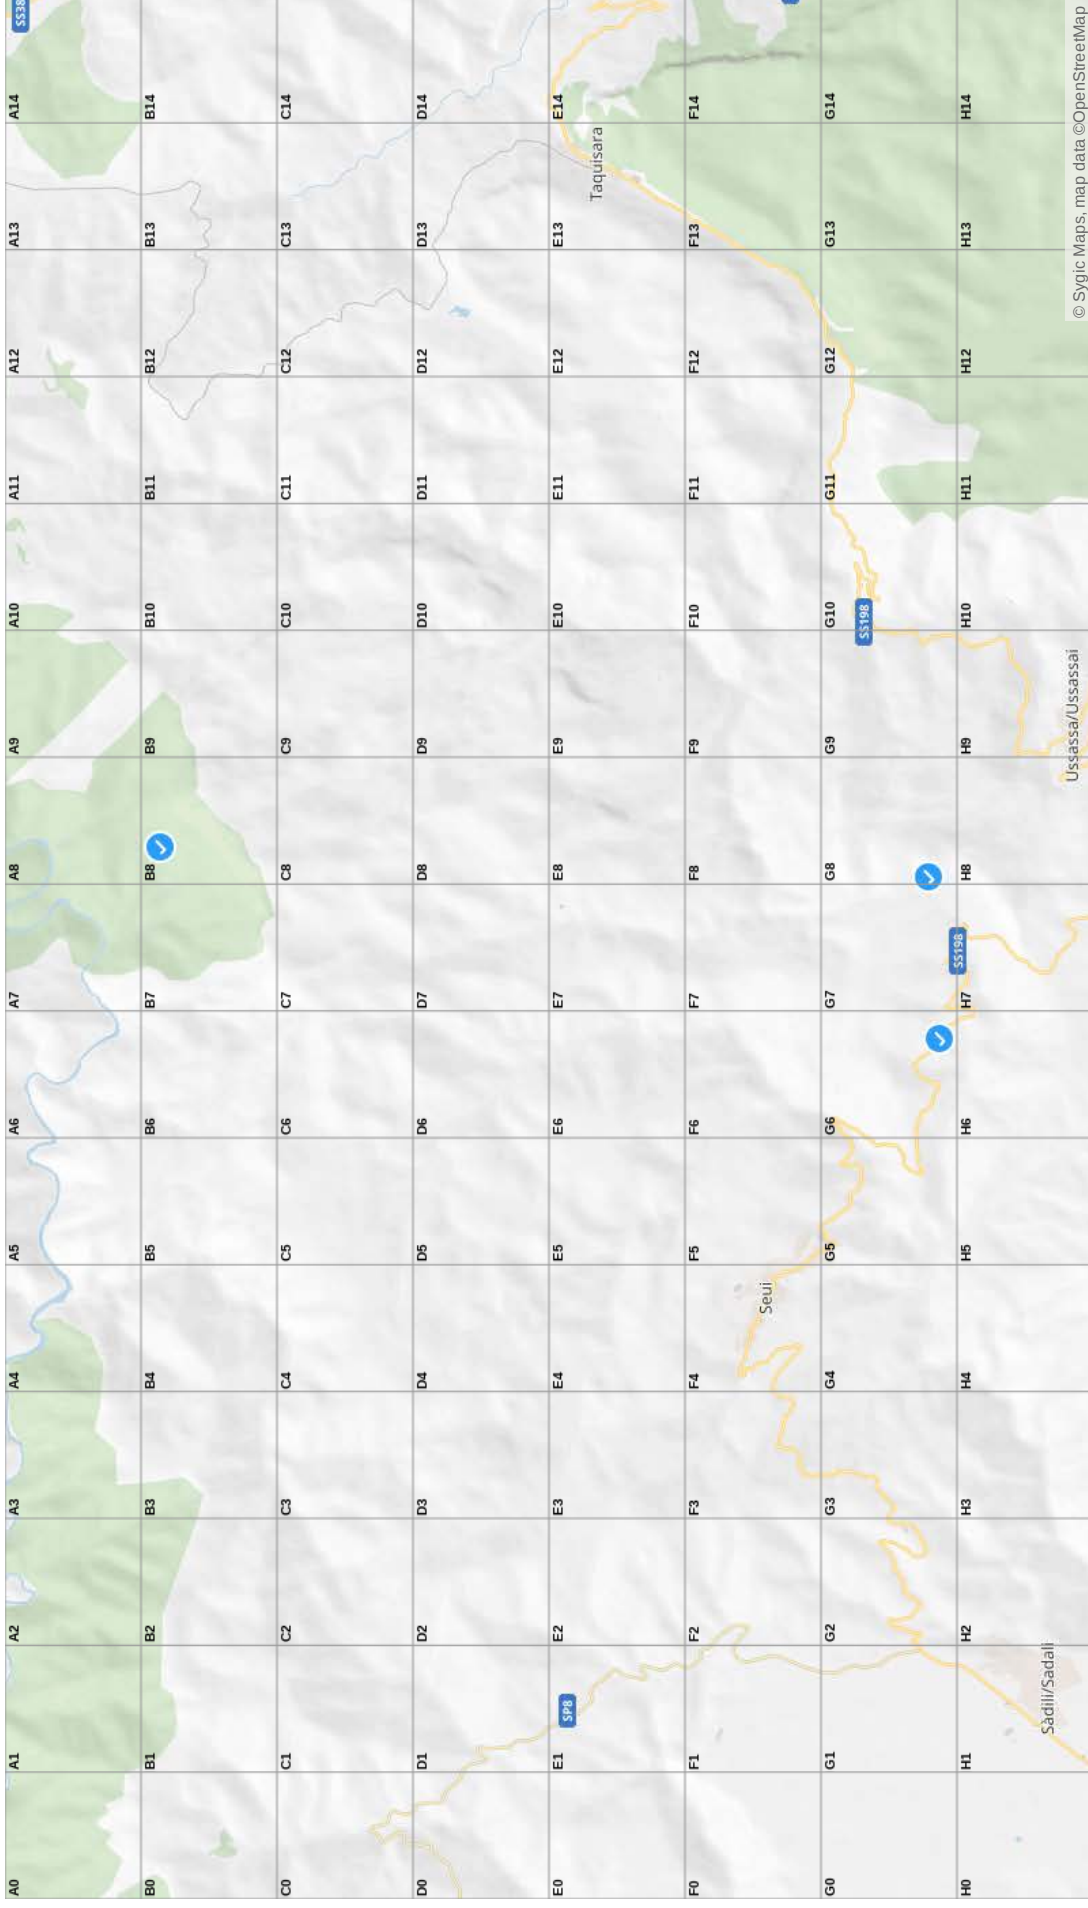 A0 A1 A2 A3 A4 A5 A6 A7 A8 A9 A10 A11 A12 A13 A14
SS38
B0 B1 B2 B3 B4 B5 B6 B7 B8 B9 B10 B11 B12 B13 B14
C0 C1 C2 C3 C4 C5 C6 C7 C8 C9 C10 C11 C12 C13 C14
D0 D1 D2 D3 D4 D5 D6 D7 D8 D9 D10 D11 D12 D13 D14
E0 E1 E2 E3 E4 E5 E6 E7 E8 E9 E10 E11 E12 E13 E14
SP8
Taquisara
F0 F1 F2 F3 F4 F5 F6 F7 F8 F9 F10 F11 F12 F13 F14
Seui
G0 G1 G2 G3 G4 G5 G6 G7 G8 G9 G10 G11 G12 G13 G14
SS198
SS198
H0 H1 H2 H3 H4 H5 H6 H7 H8 H9 H10 H11 H12 H13 H14
Sàdili/Sadali
Ussassa/Ussassai
© Sygic Maps, map data ©OpenStreetMap